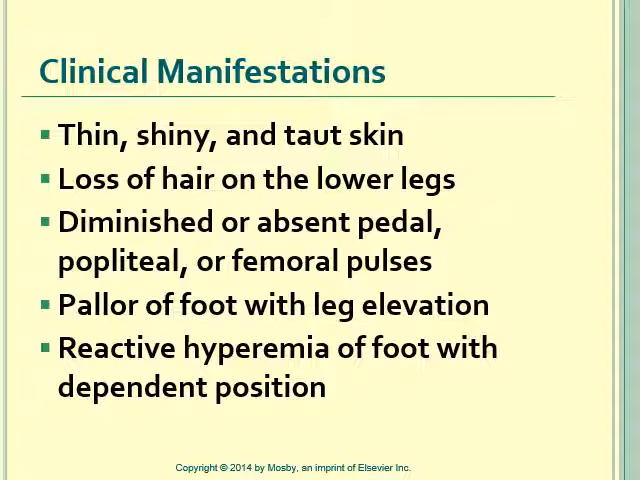 Clinical Manifestations
▪ Thin, shiny, and taut skin
▪ Loss of hair on the lower legs
▪ Diminished or absent pedal,
popliteal, or femoral pulses
▪ Pallor of foot with leg elevation
▪ Reactive hyperemia of foot with
dependent position
Copyright © 2014 by Mosby, an imprint of Elsevier Inc.